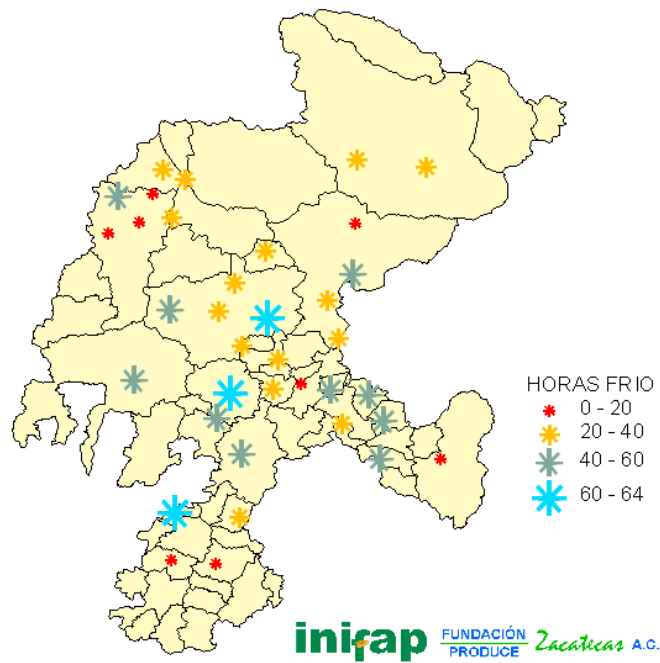 HORAS FRIO
0 - 20
20 - 40
40 - 60
60 - 64
inifap
FUNDACIÓN
PRODUCE
Zacatecas A.C.